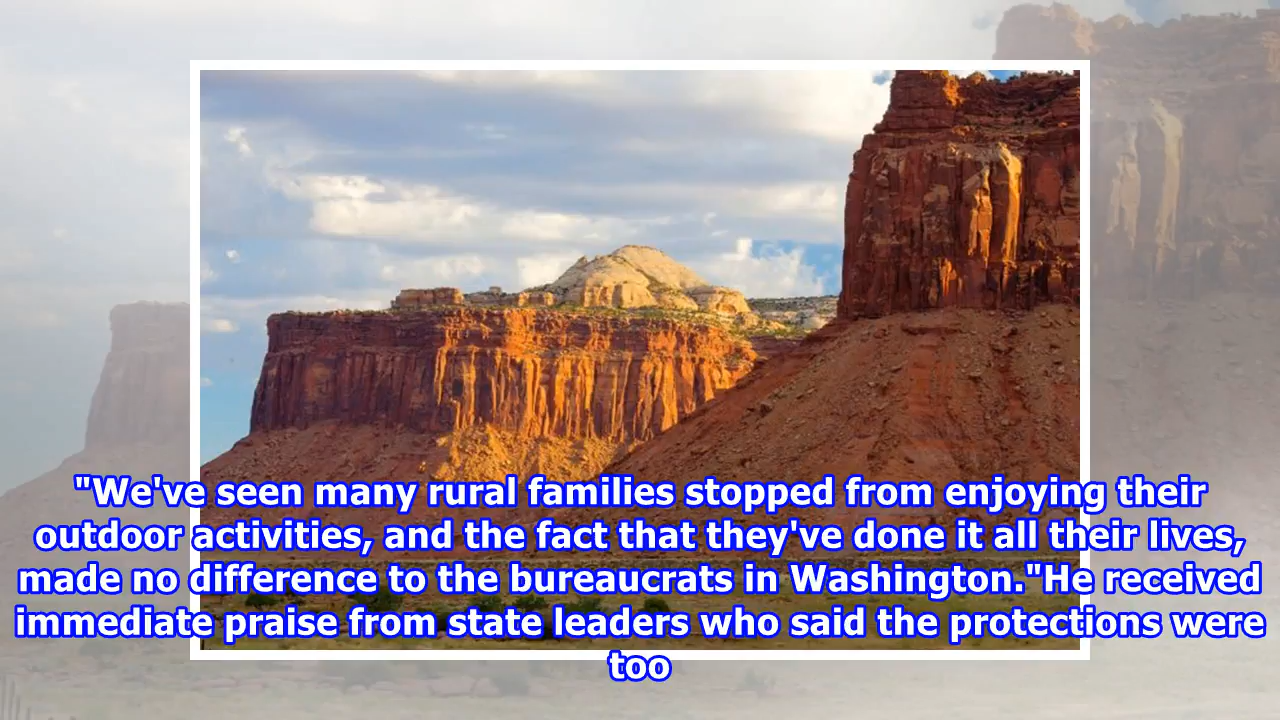 "We've seen many rural families stopped from enjoying their
outdoor activities, and the fact that they've done it all their lives,
made no difference to the bureaucrats in Washington."He received
immediate praise from state leaders who said the protections were
too